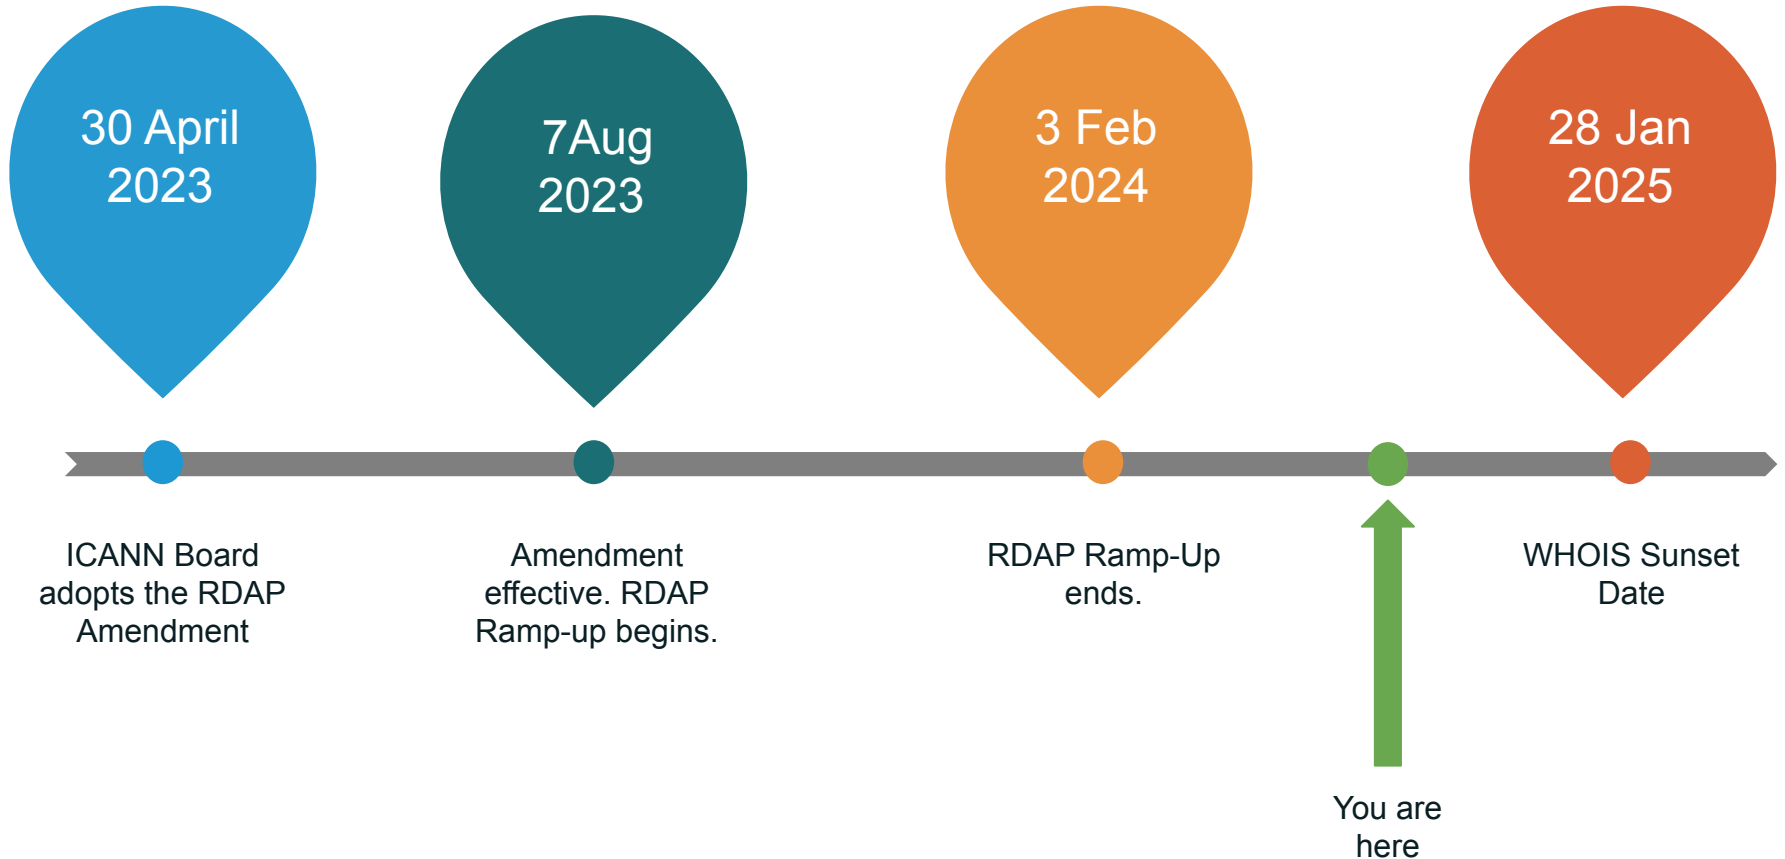 30 April
2023
7Aug
2023
3 Feb
2024
28 Jan
2025
ICANN Board
adopts the RDAP
Amendment
Amendment
effective. RDAP
Ramp-up begins.
RDAP Ramp-Up
ends.
WHOIS Sunset
Date
You are
here